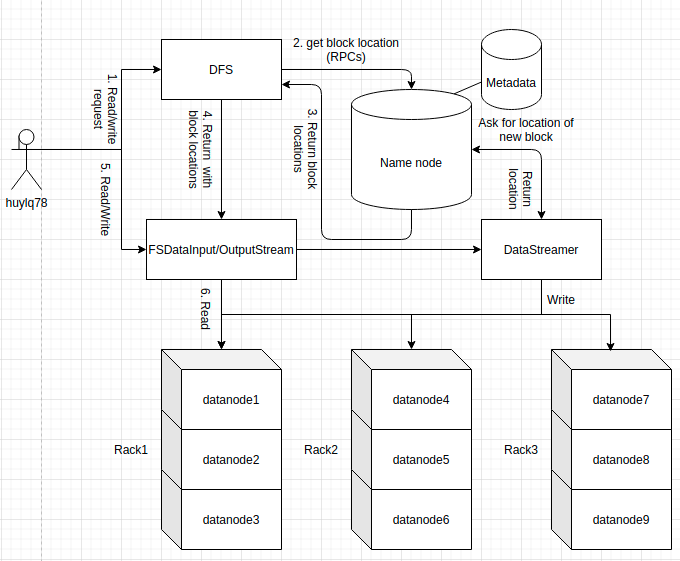 2. get block location
(RPCs)
DFS
Metadata
1. Read/write
request
4. Return  with
block locations
3. Return block
locations
Ask for location of
new block
Name node
5. Read/Write
Return
location
huylq78
FSDataInput/OutputStream
DataStreamer
6. Read
Write
datanode1
datanode4
datanode7
Rack1
datanode2
Rack2
datanode5
Rack3
datanode8
datanode3
datanode6
datanode9